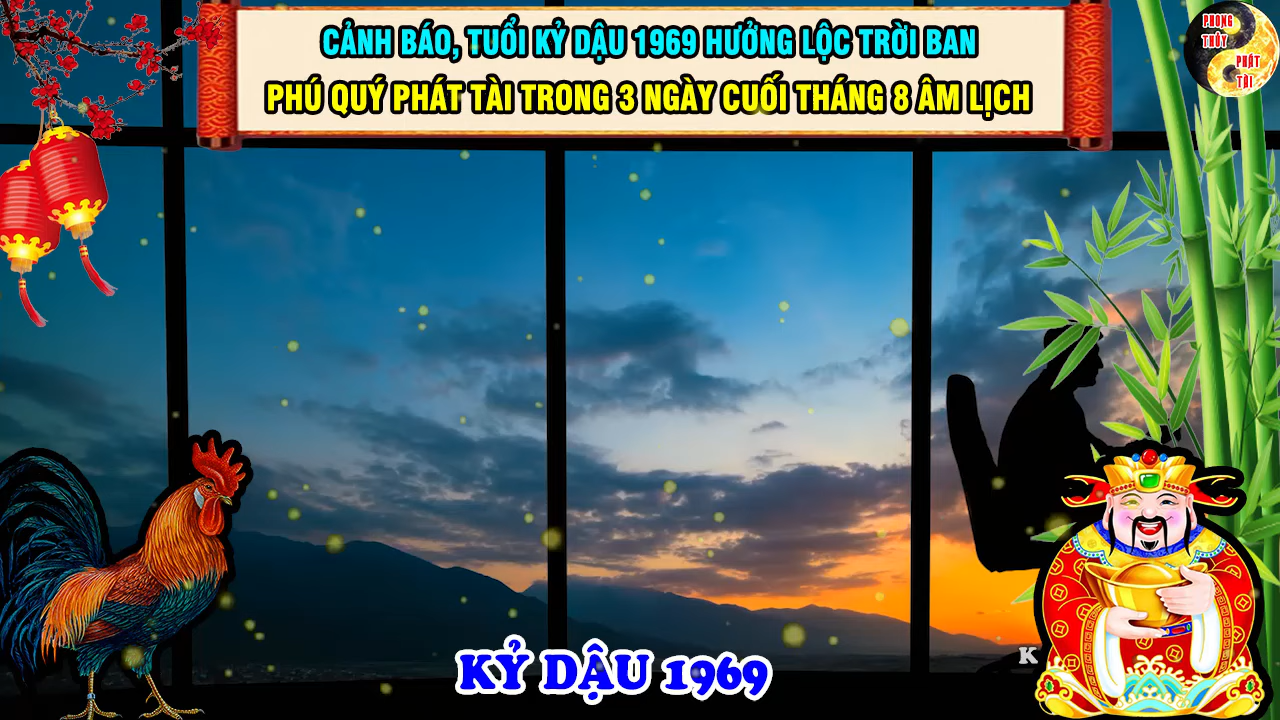 CẢNH BÁO, TUỔI KỶ DẬU 1969 HƯỞNG LỘC TRỜI BAN
PHÚ QUÝ PHÁT TÀI TRONG 3 NGÀY CUỐI THÁNG 8 ÂM LỊCH
PHONG
THỦY
PHÁT
TÀI
KỶ DẬU 1969
K